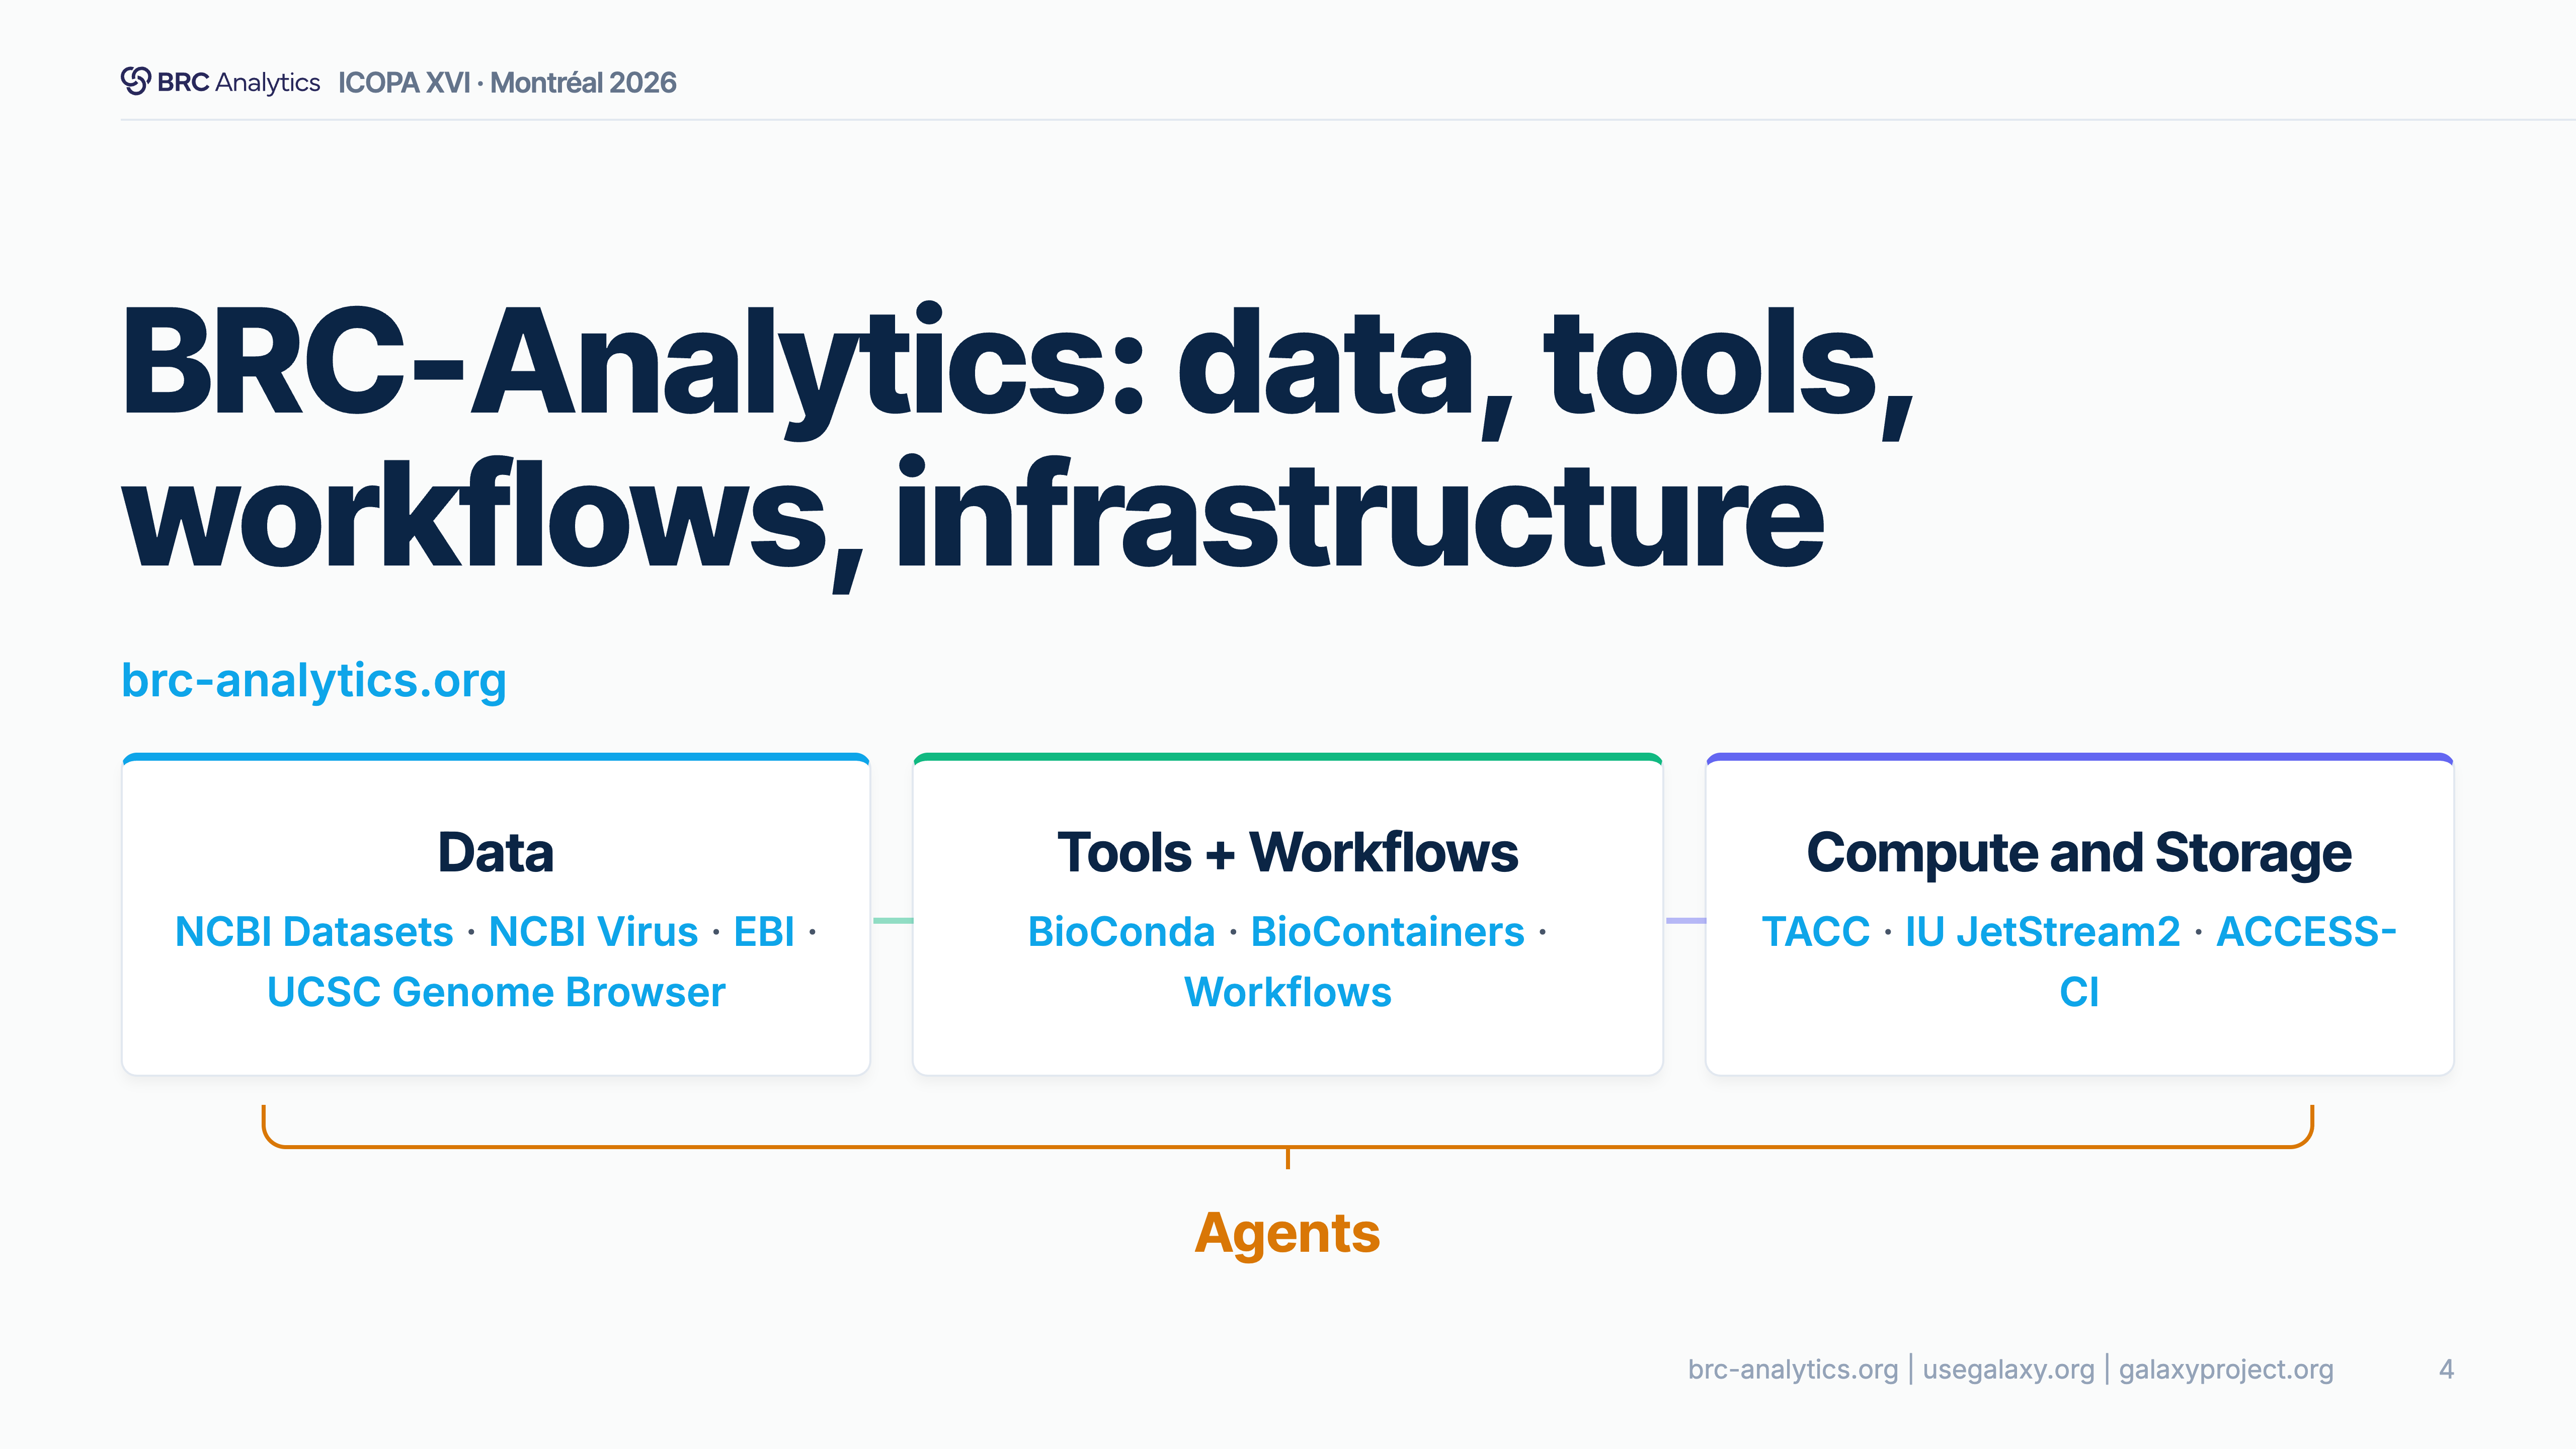 BRC Analytics ICOPA XVI · Montréal 2026
BRC-Analytics: data, tools,
workflows, infrastructure
brc-analytics.org
Data
NCBI Datasets · NCBI Virus · EBI ·
UCSC Genome Browser
Tools + Workflows
BioConda · BioContainers ·
Workflows
Compute and Storage
TACC · IU JetStream2 · ACCESS-
CI
Agents
brc-analytics.org | usegalaxy.org | galaxyproject.org 4